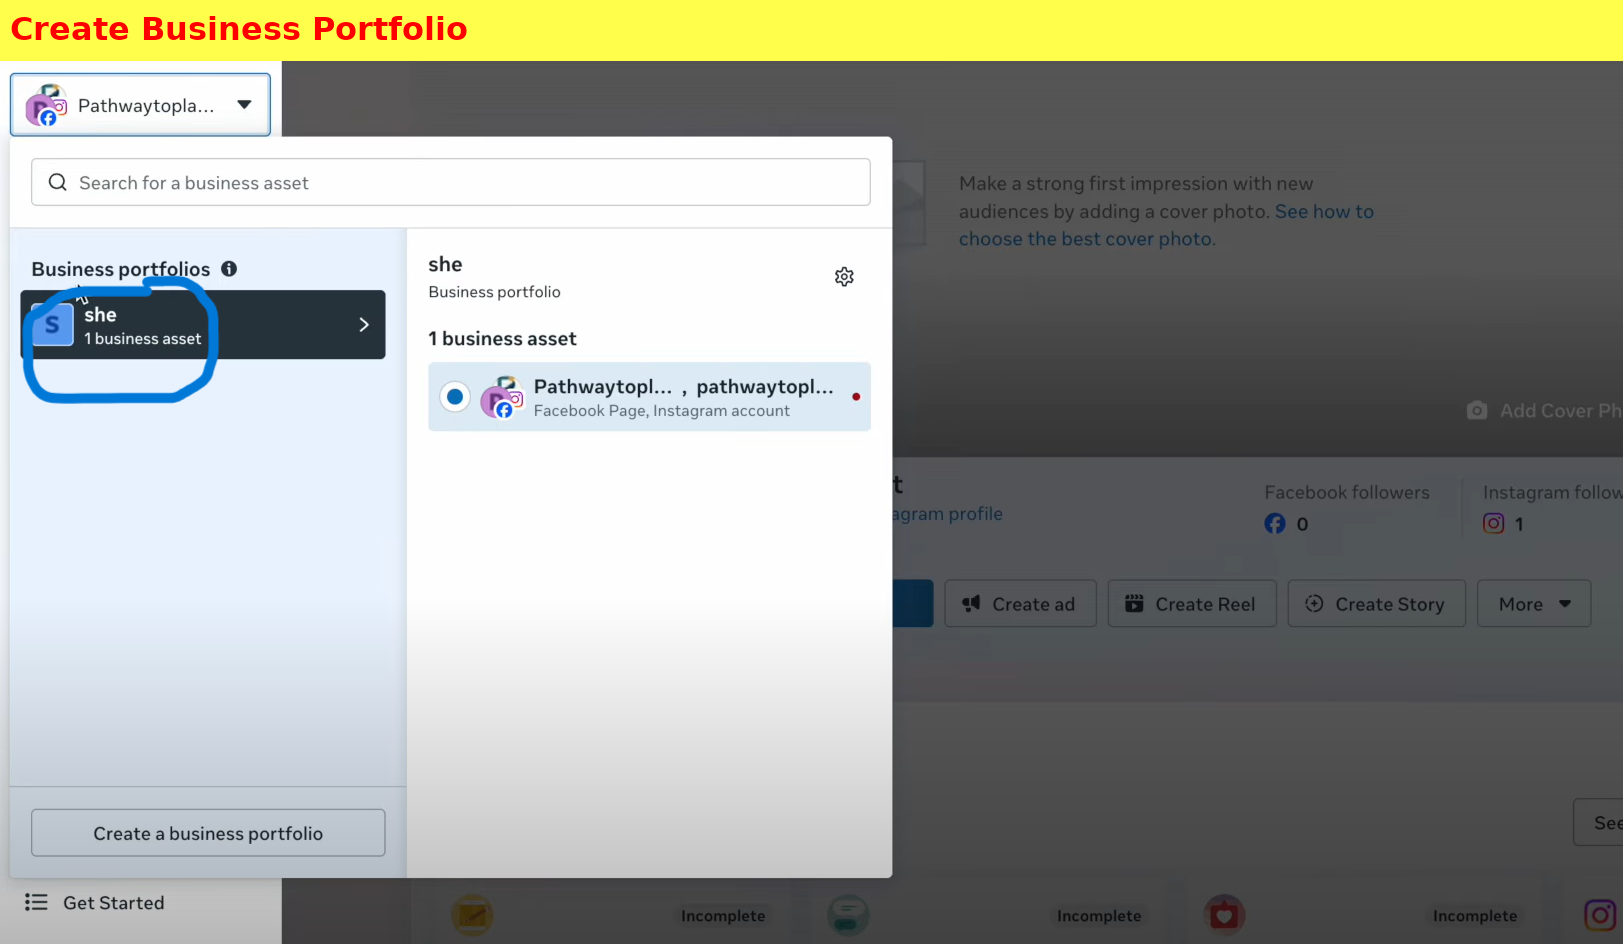 Create Business Portfolio
Pathwaytopla...
Search for a business asset
Make a strong first impression with new
audiences by adding a cover photo. See how to
choose the best cover photo.
Business portfolios
S
she
1 business asset
she
Business portfolio
1 business asset
Pathwaytopl... , pathwaytopl...
Facebook Page, Instagram account
Add Cover Ph
t
agram profile
Facebook followers
0
Instagram follow
1
Create ad
Create Reel
Create Story
More
See
Create a business portfolio
Get Started
Incomplete
Incomplete
Incomplete